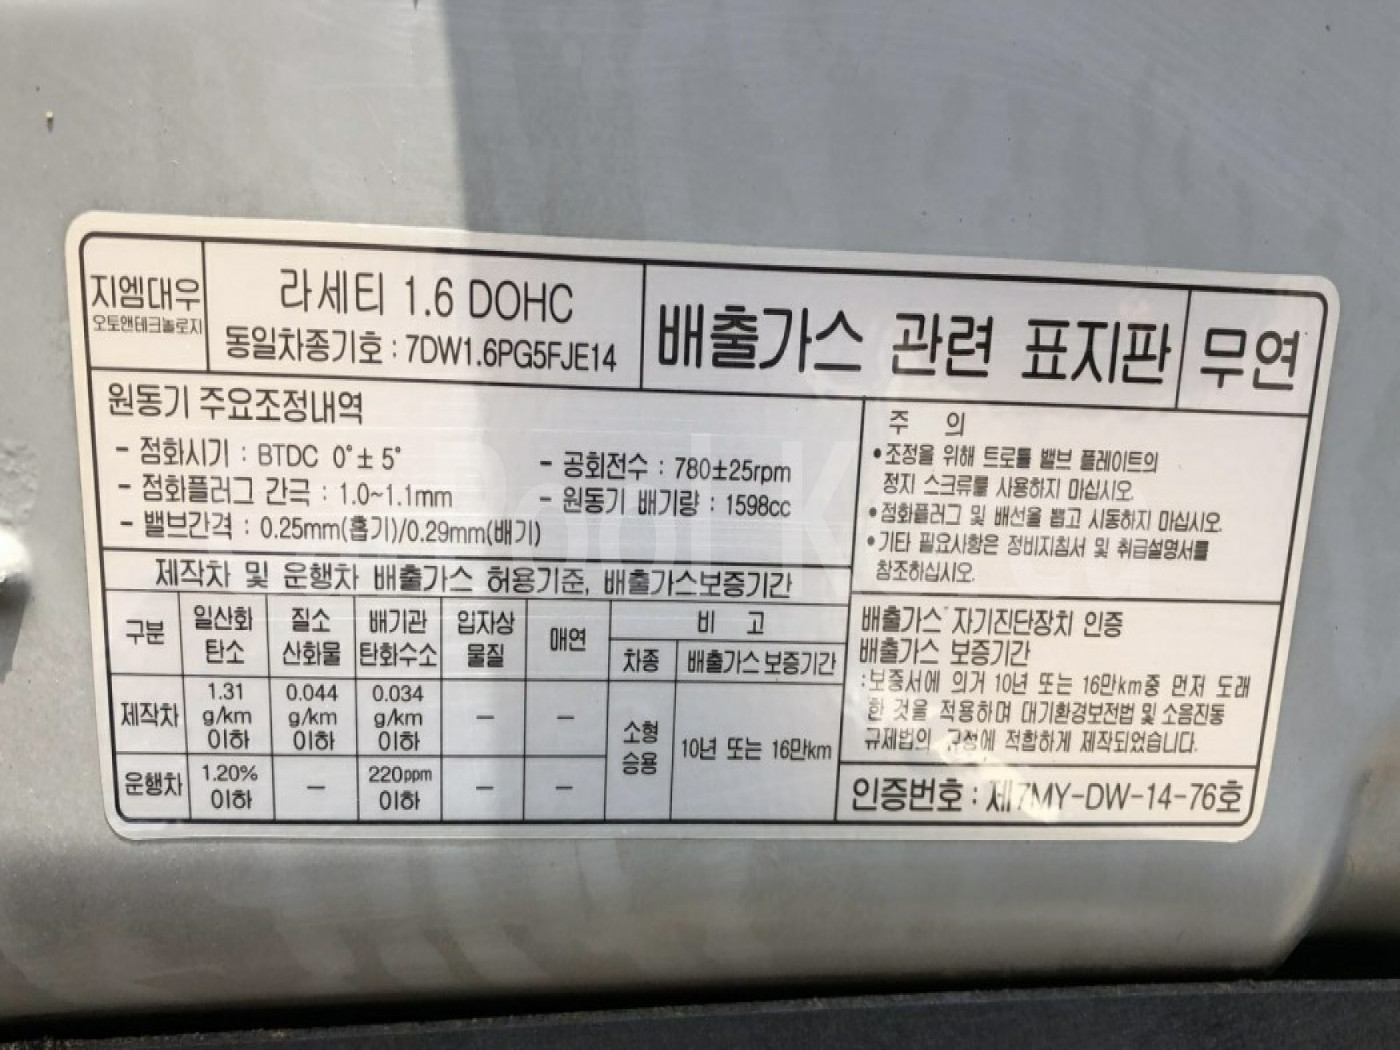 지엠대우
오토앤테크놀로지
라세티 1.6 DOHC
동일차종기호 : 7DW1.6PG5FJE14
배출가스 관련 표지판
무연
원동기 주요조정내역
- 점화시기 : BTDC 0°± 5°
- 점화플러그 간극 : 1.0~1.1mm
- 밸브간격 : 0.25mm(흡기)/0.29mm(배기)
- 공회전수 : 780±25rpm
- 원동기 배기량 : 1598cc
주 의
•조정을 위해 트로틀 밸브 플레이트의
정지 스크류를 사용하지 마십시오.
•점화플러그 및 배선을 뽑고 시동하지 마십시오.
•기타 필요사항은 정비지침서 및 취급설명서를
참조하십시오.
제작차 및 운행차 배출가스 허용기준, 배출가스보증기간
구분 일산화탄소 질소산화물 배기관탄화수소 입자상물질 매연 비 고
차종 배출가스 보증기간
제작차 1.31 g/km 이하 0.044 g/km 이하 0.034 g/km 이하 - -
운행차 1.20% 이하 - 220ppm 이하 - -
소형승용 10년 또는 16만km
배출가스 자기진단장치 인증
배출가스 보증기간
:보증서에 의거 10년 또는 16만km중 먼저 도래
한 것을 적용하며 대기환경보전법 및 소음진동
규제법의 규정에 적합하게 제작되었습니다.
인증번호 : 제7MY-DW-14-76호